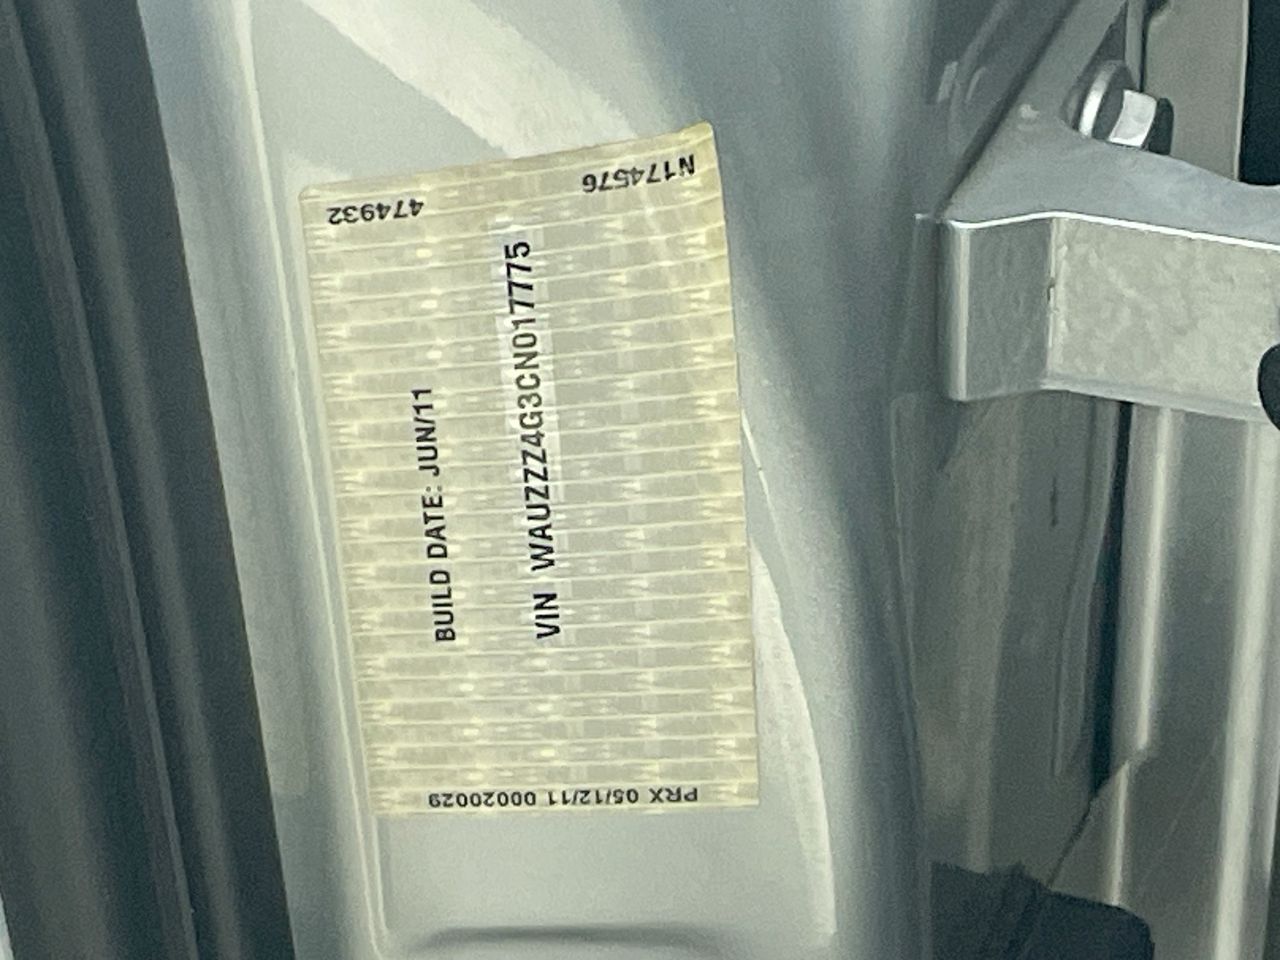 474932
N174576
BUILD DATE: JUN/11
VIN WAUZZZ4G3CN017775
PRX 05/12/11 00020029